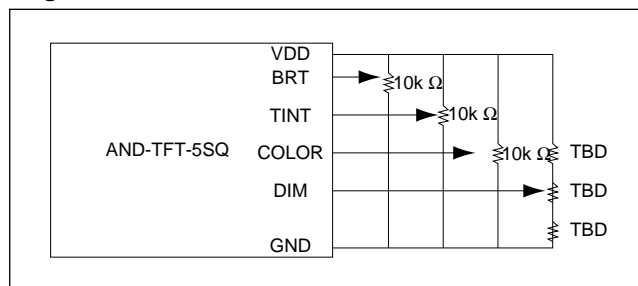 VDD
BRT
10k Ω
TINT
10k Ω
AND-TFT-5SQ
COLOR
10k Ω
TBD
DIM
TBD
TBD
GND